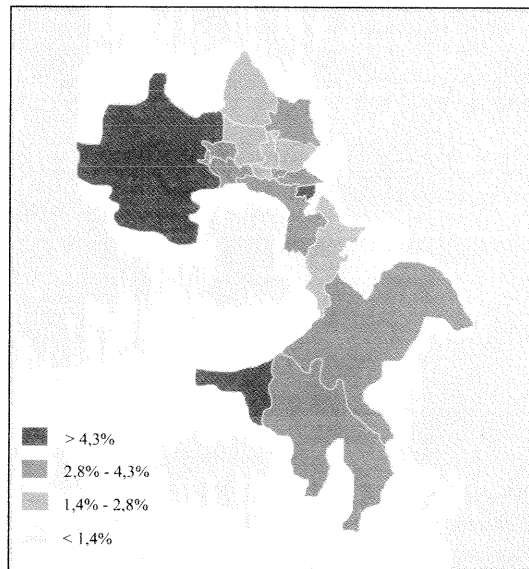 > 4,3%
2,8% - 4,3%
1,4% - 2,8%
< 1,4%